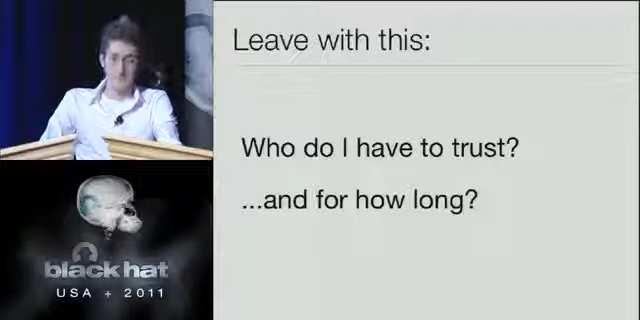 Leave with this:
Who do I have to trust?
...and for how long?
black hat
USA + 2011